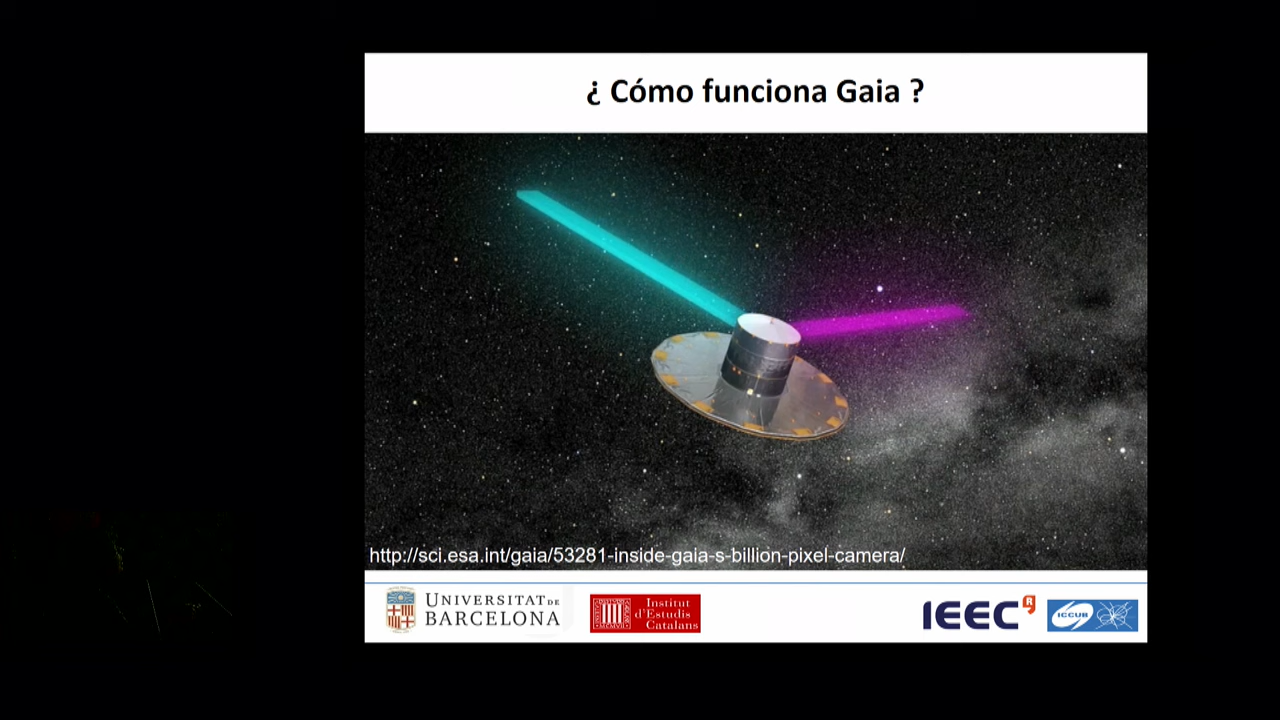 ¿ Cómo funciona Gaia ?
http://sci.esa.int/gaia/53281-inside-gaia-s-billion-pixel-camera/
UNIVERSITAT DE
BARCELONA
Institut
d'Estudis
Catalans
IEEC R
ICCUB